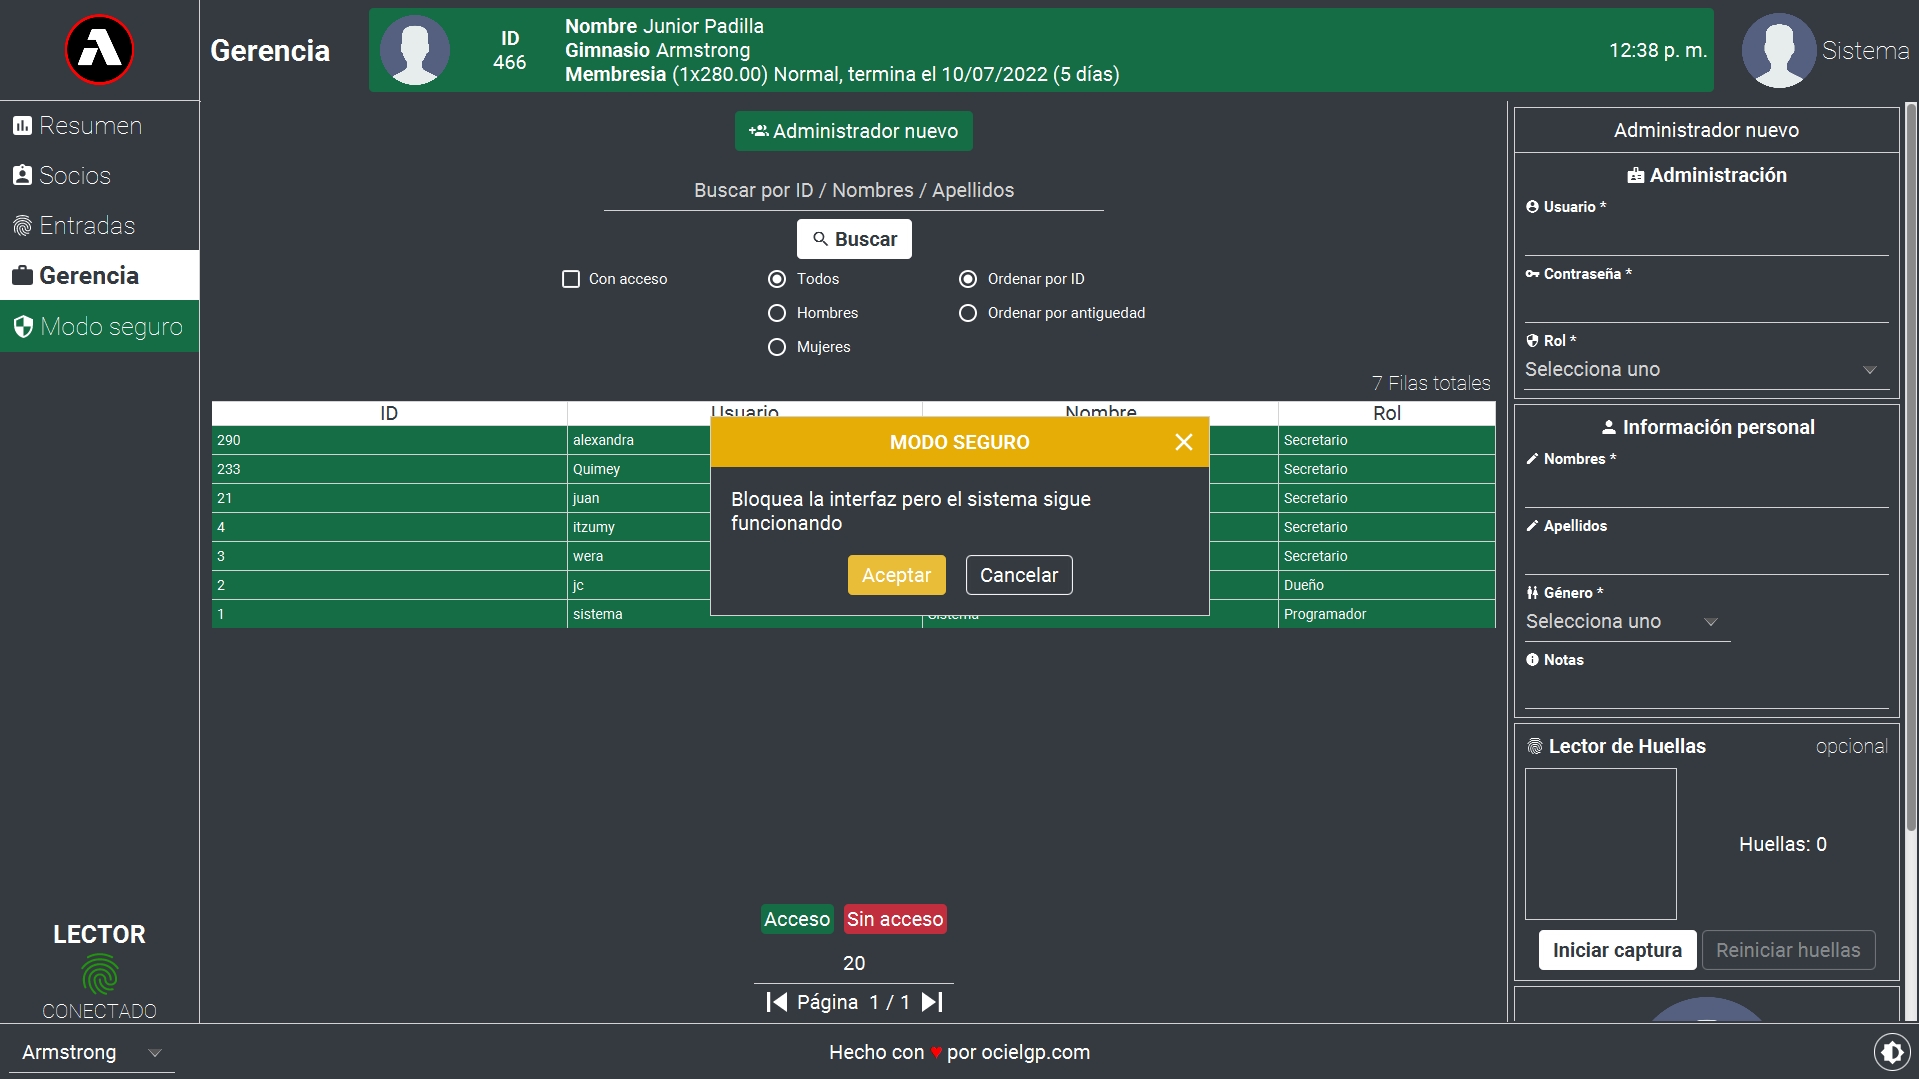 Gerencia
ID
466
Nombre Junior Padilla
Gimnasio Armstrong
Membresia (1x280.00) Normal, termina el 10/07/2022 (5 días)
12:38 p. m.
Sistema
Resumen
Socios
Entradas
Gerencia
Modo seguro
LECTOR
CONECTADO
Administrador nuevo
Buscar por ID / Nombres / Apellidos
Buscar
Con acceso
Todos
Hombres
Mujeres
Ordenar por ID
Ordenar por antiguedad
7 Filas totales
ID Usuario Nombre Rol
290 alexandra Secretario
233 Quimey Secretario
21 juan Secretario
4 itzumy Secretario
3 wera Secretario
2 jc Dueño
1 sistema Sistema Programador
MODO SEGURO
Bloquea la interfaz pero el sistema sigue
funcionando
Aceptar Cancelar
Acceso Sin acceso
20
Página 1 / 1
Administrador nuevo
Administración
Usuario *
Contraseña *
Rol *
Selecciona uno
Información personal
Nombres *
Apellidos
Género *
Selecciona uno
Notas
Lector de Huellas opcional
Huellas: 0
Iniciar captura Reiniciar huellas
Armstrong
Hecho con ♥ por ocielgp.com